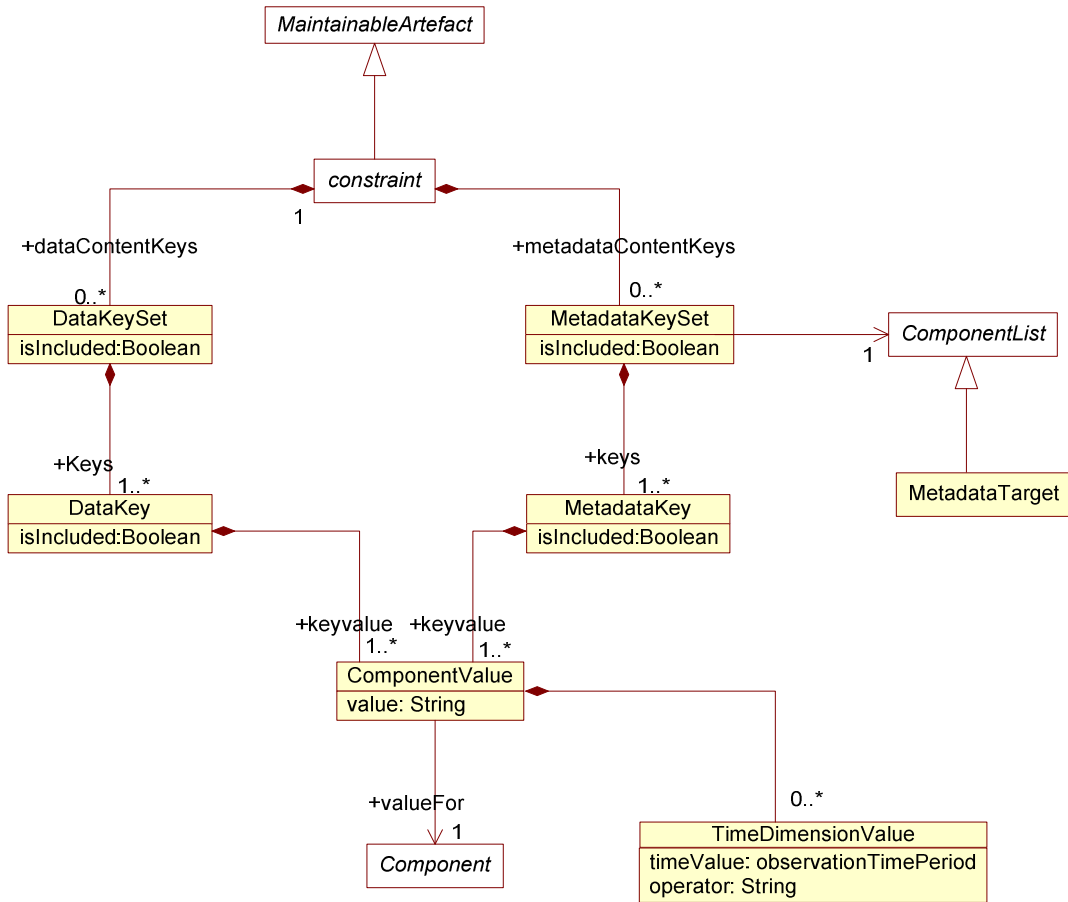 MaintainableArtefact
constraint
1
+dataContentKeys
+metadataContentKeys
0..*
0..*
DataKeySet
isIncluded:Boolean
MetadataKeySet
isIncluded:Boolean
1
ComponentList
+Keys
1..*
+keys
1..*
DataKey
isIncluded:Boolean
MetadataKey
isIncluded:Boolean
MetadataTarget
+keyvalue
1..*
+keyvalue
1..*
ComponentValue
value: String
+valueFor
1
0..*
Component
TimeDimensionValue
timeValue: observationTimePeriod
operator: String